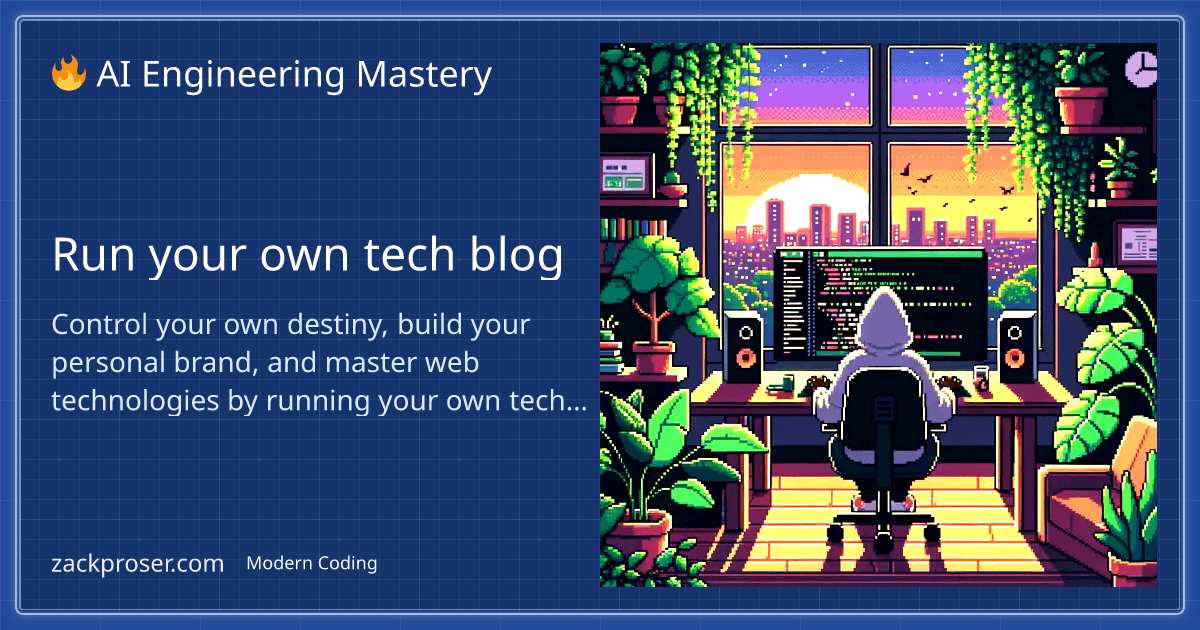 🔥 AI Engineering Mastery
Run your own tech blog
Control your own destiny, build your
personal brand, and master web
technologies by running your own tech...
zackproser.com Modern Coding